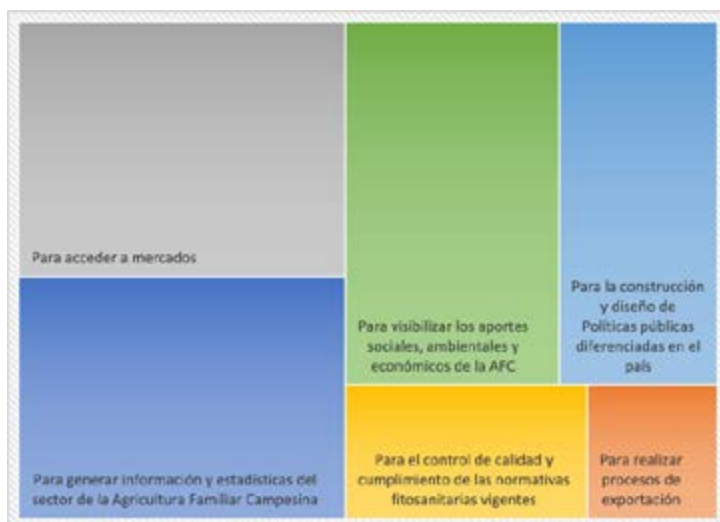 Para acceder a mercados
Para generar información y estadísticas del
sector de la Agricultura Familiar Campesina
Para visibilizar los aportes
sociales, ambientales y
económicos de la AFC
Para la construcción
y diseño de
Políticas públicas
diferenciadas en el
país
Para el control de calidad y
cumplimiento de las normativas
fitosanitarias vigentes
Para realizar
procesos de
exportación